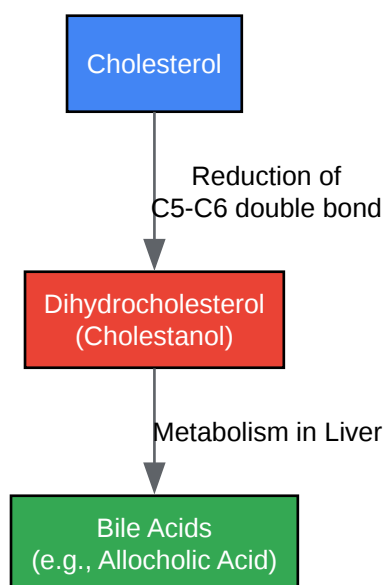 Cholesterol
Reduction of
C5-C6 double bond
Dihydrocholesterol
(Cholestanol)
Metabolism in Liver
Bile Acids
(e.g., Allocholic Acid)